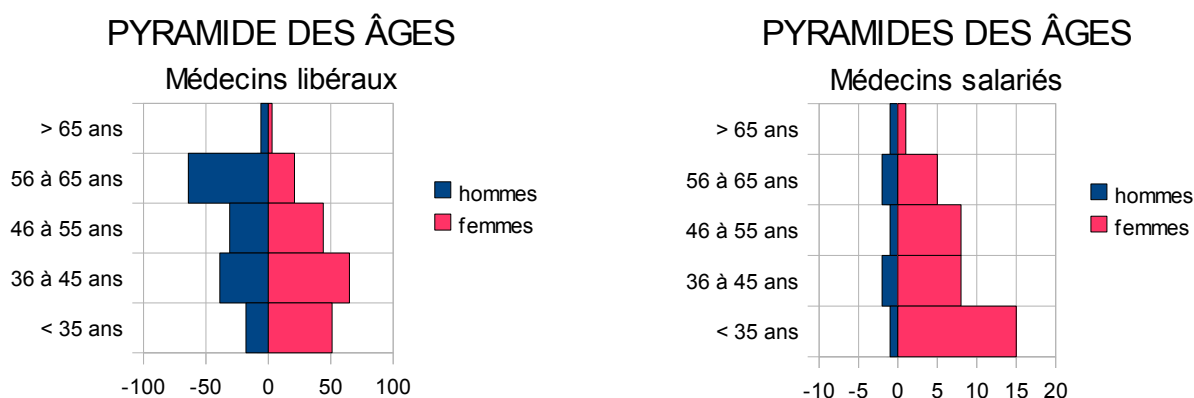 PYRAMIDE DES ÂGES
Médecins libéraux
> 65 ans
56 à 65 ans
46 à 55 ans
36 à 45 ans
< 35 ans
-100 -50 0 50 100
hommes
femmes
PYRAMIDES DES ÂGES
Médecins salariés
> 65 ans
56 à 65 ans
46 à 55 ans
36 à 45 ans
< 35 ans
-10 -5 0 5 10 15 20
hommes
femmes